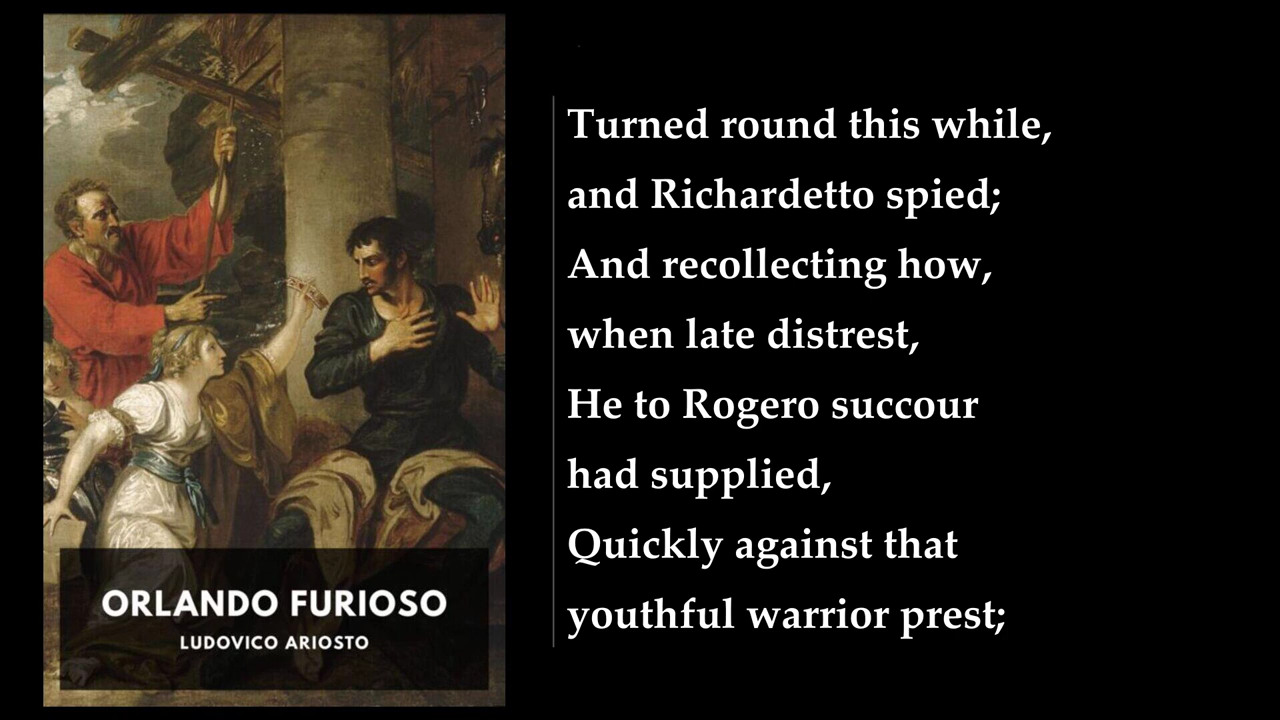 ORLANDO FURIOSO
LUDOVICO ARIOSTO
Turned round this while,
and Richardetto spied;
And recollecting how,
when late distrest,
He to Rogero succour
had supplied,
Quickly against that
youthful warrior prest;